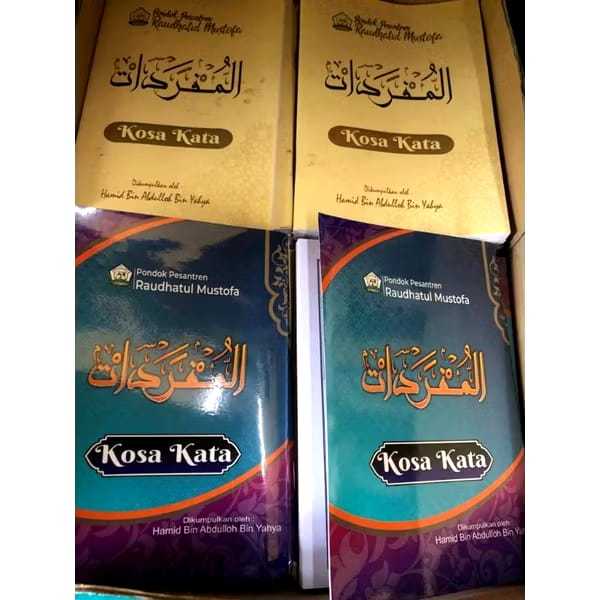 Pondok Pesantren
Raudhatul Mustofa
المُفْرَدَاتْ
Kosa Kata
Dikumpulkan oleh
Hamid Bin Abdulloh Bin Yahya
Pondok Pesantren
Raudhatul Mustofa
المُفْرَدَاتْ
Kosa Kata
Dikumpulkan oleh
Hamid Bin Abdulloh Bin Yahya
Pondok Pesantren
Raudhatul Mustofa
المُفْرَدَاتْ
Kosa Kata
Dikumpulkan oleh :
Hamid Bin Abdulloh Bin Yahya
Pondok Pesantren
Raudhatul Mustofa
المُفْرَدَاتْ
Kosa Kata
Dikumpulkan oleh :
Hamid Bin Abdulloh Bin